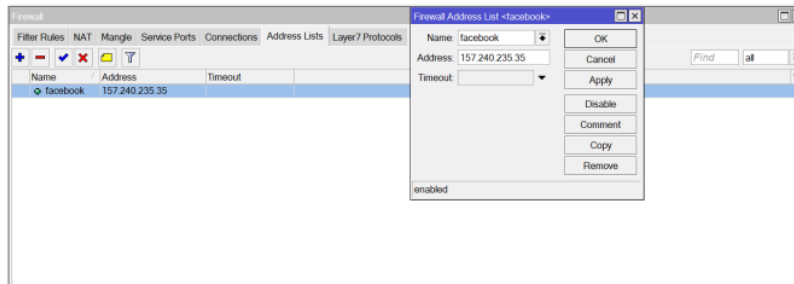 Firewall
Filter Rules NAT Mangle Service Ports Connections Address Lists Layer7 Protocols
Find all
Name Address Timeout
facebook 157.240.235.35
Firewall Address List <facebook>
Name: facebook
Address: 157.240.235.35
Timeout:
OK
Cancel
Apply
Disable
Comment
Copy
Remove
enabled